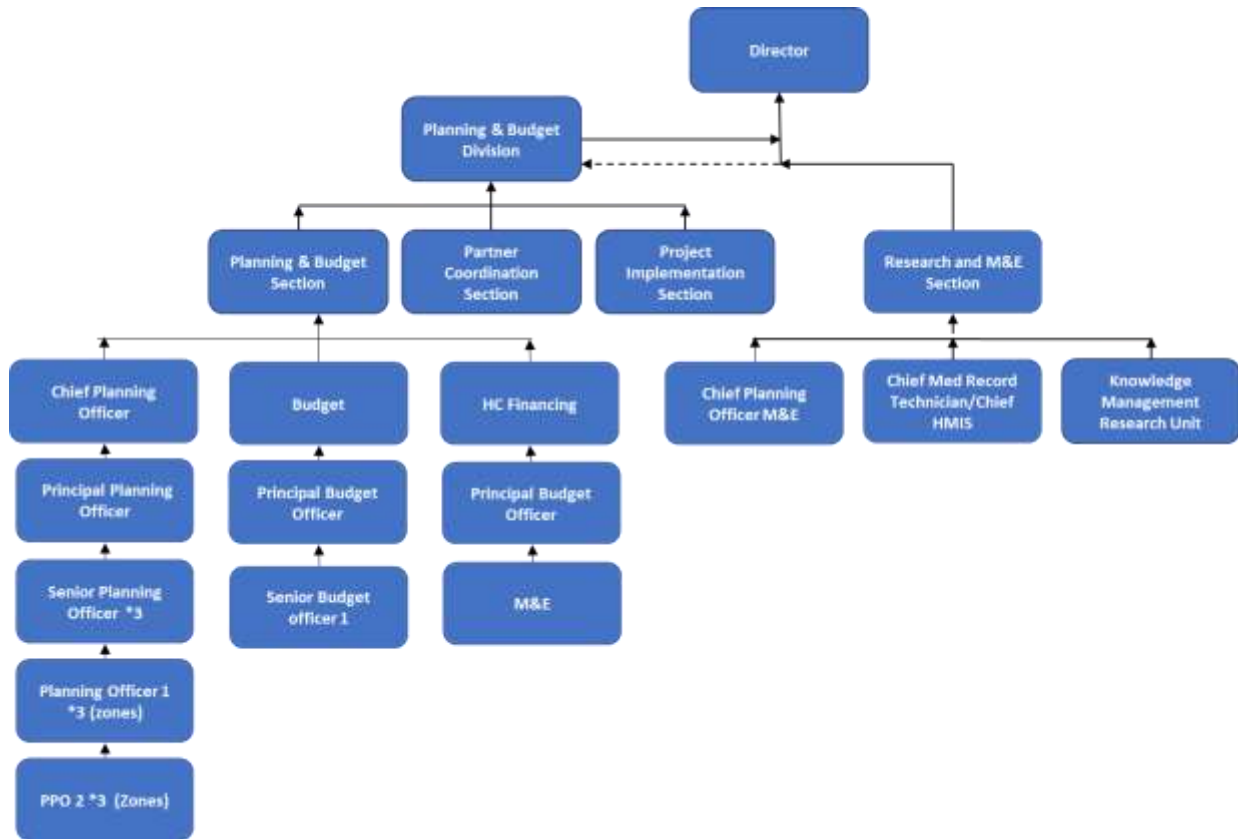 Director
Planning & Budget
Division
Planning & Budget
Section
Partner
Coordination
Section
Project
Implementation
Section
Research and M&E
Section
Chief Planning
Officer
Budget
HC Financing
Chief Planning
Officer M&E
Chief Med Record
Technician/Chief
HMIS
Knowledge
Management
Research Unit
Principal Planning
Officer
Principal Budget
Officer
Principal Budget
Officer
Senior Planning
Officer *3
Senior Budget
officer 1
M&E
Planning Officer 1
*3 (zones)
PPO 2 *3 (Zones)